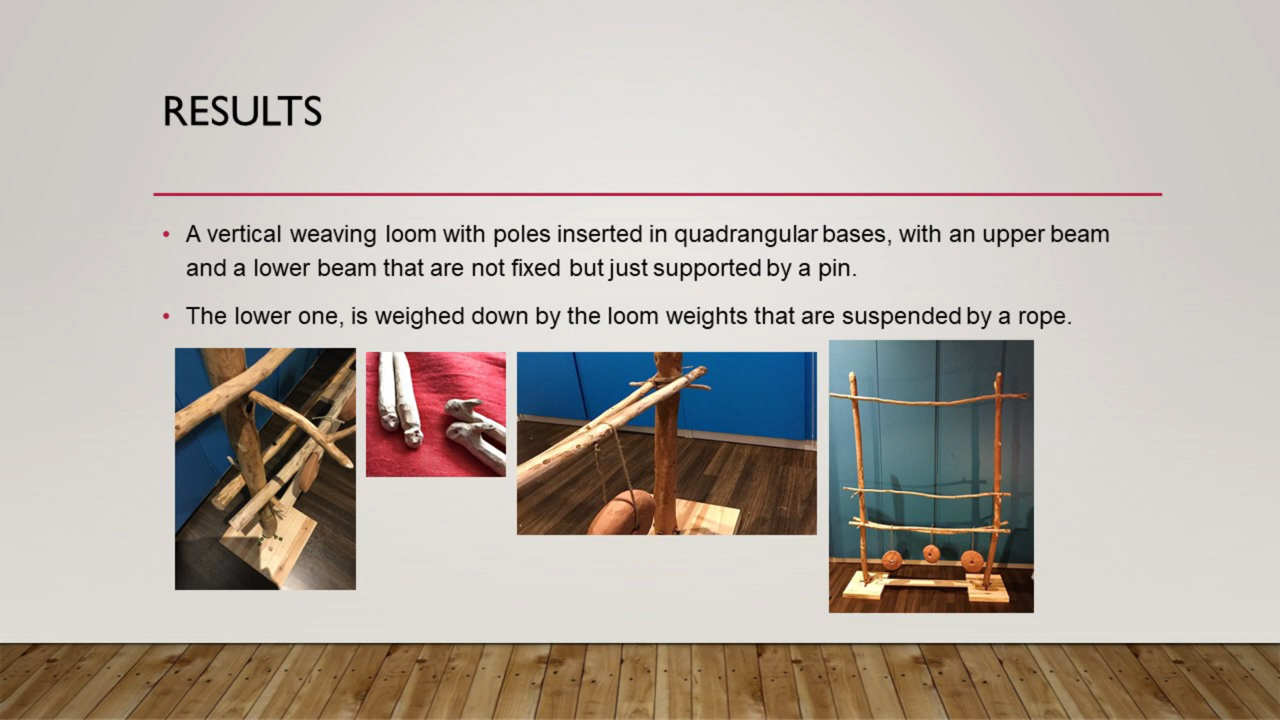 RESULTS
• A vertical weaving loom with poles inserted in quadrangular bases, with an upper beam
and a lower beam that are not fixed but just supported by a pin.
• The lower one, is weighed down by the loom weights that are suspended by a rope.